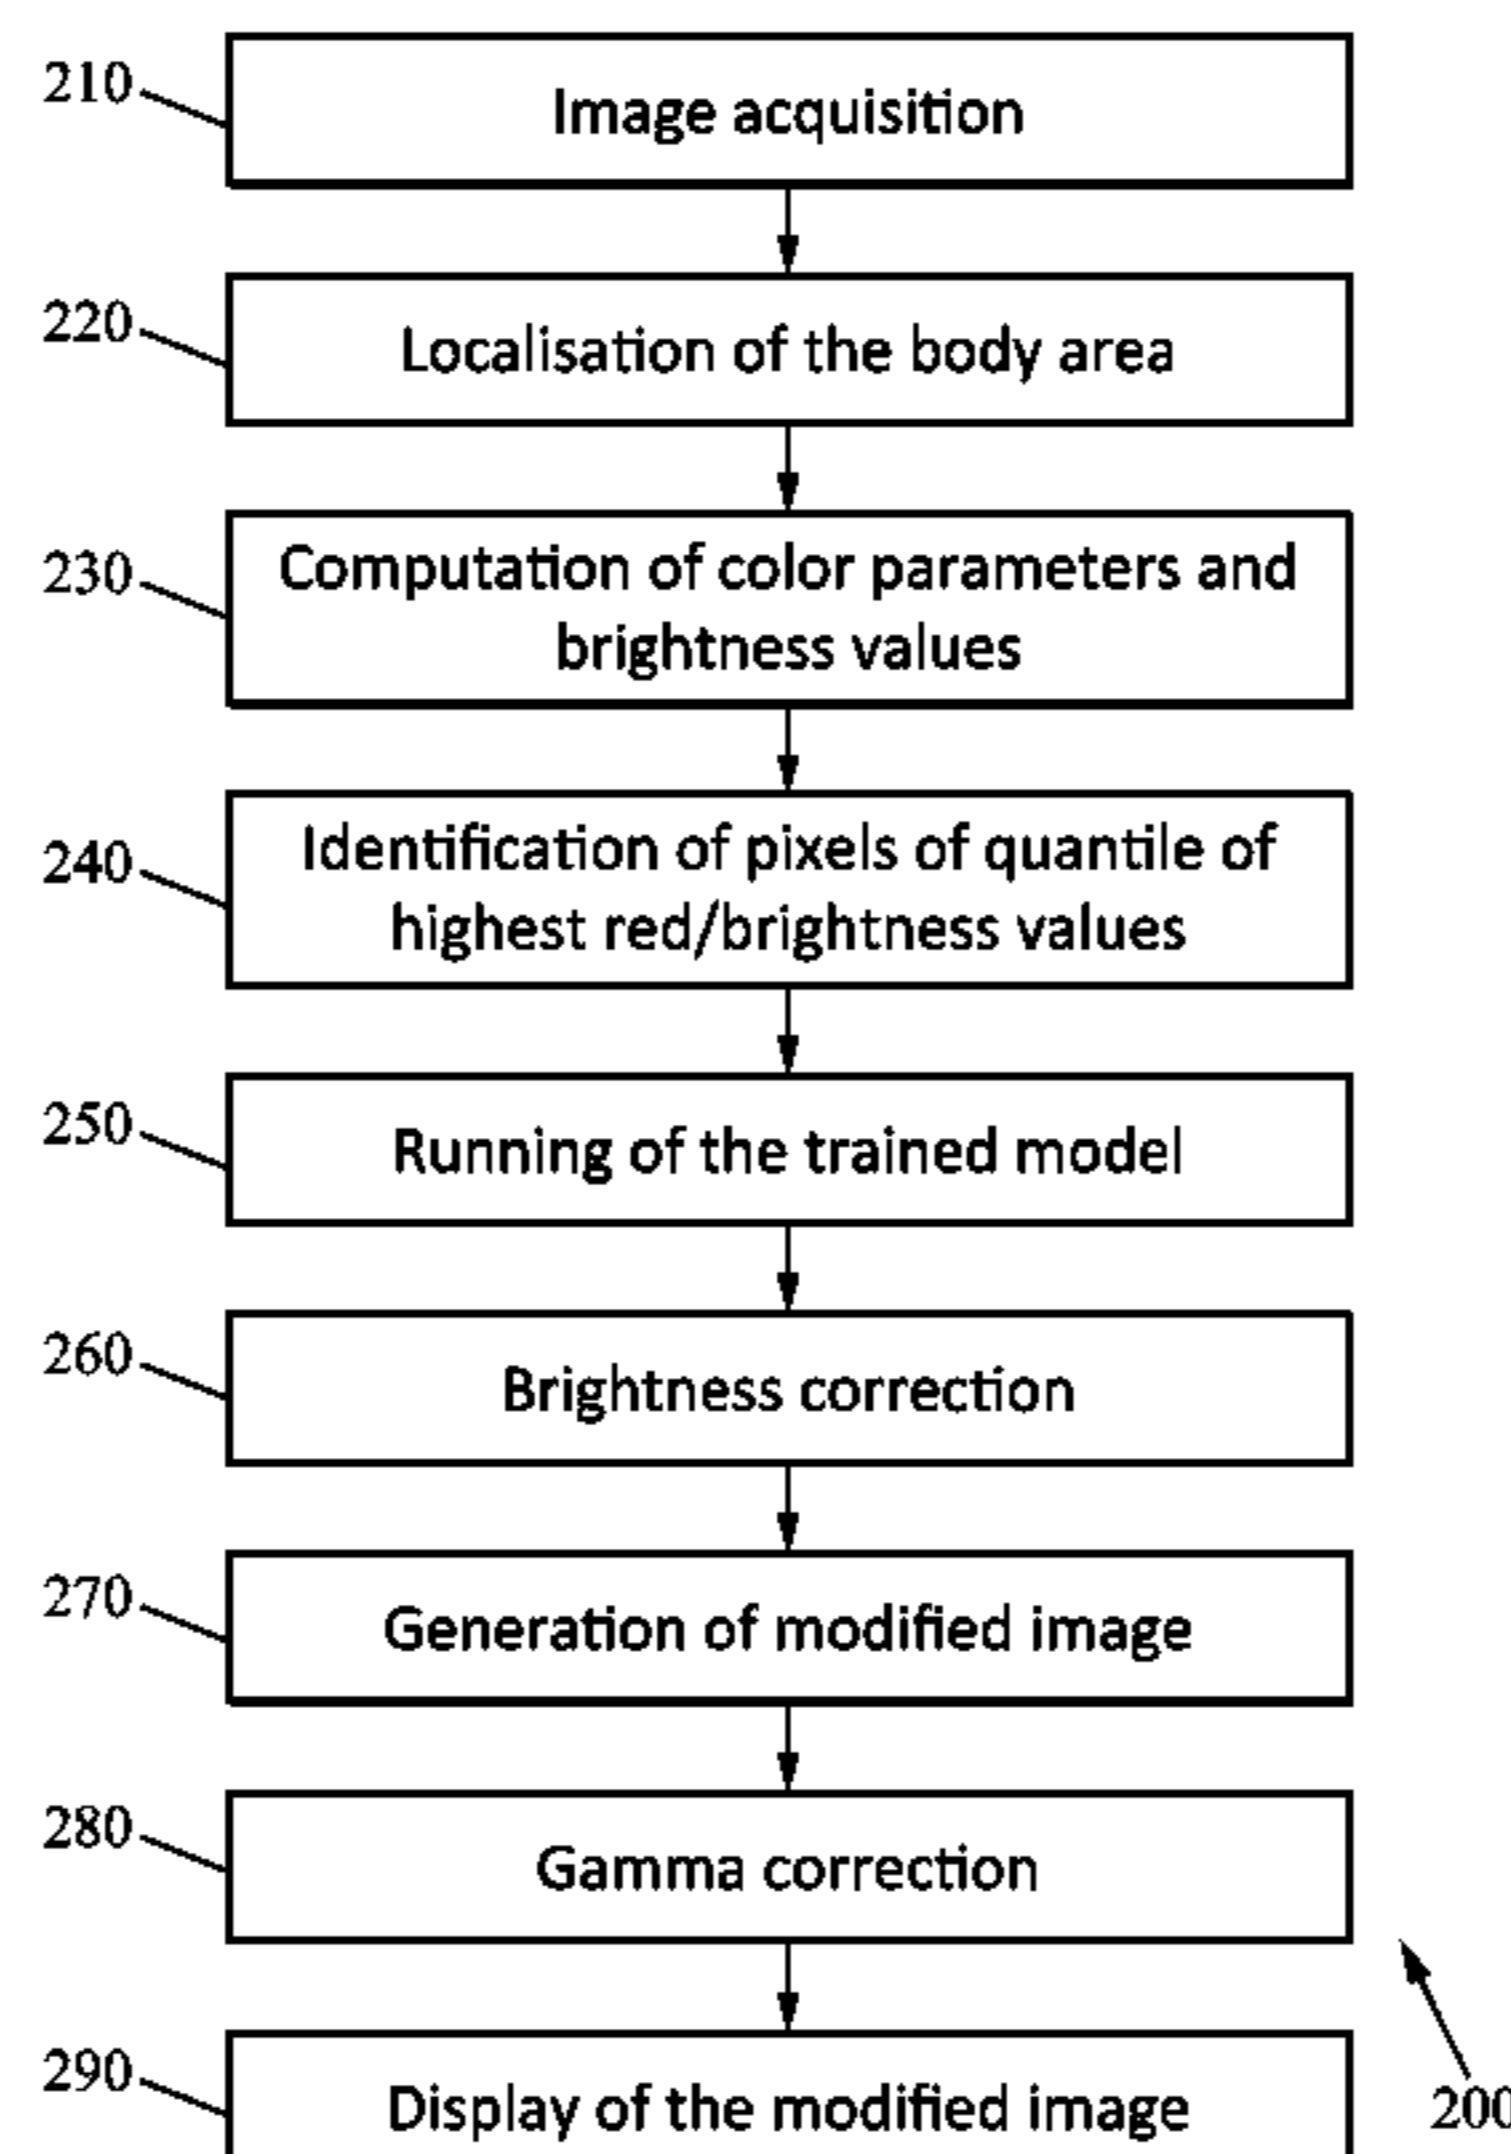 210
Image acquisition
220
Localisation of the body area
230
Computation of color parameters and
brightness values
240
Identification of pixels of quantile of
highest red/brightness values
250
Running of the trained model
260
Brightness correction
270
Generation of modified image
280
Gamma correction
290
Display of the modified image
200